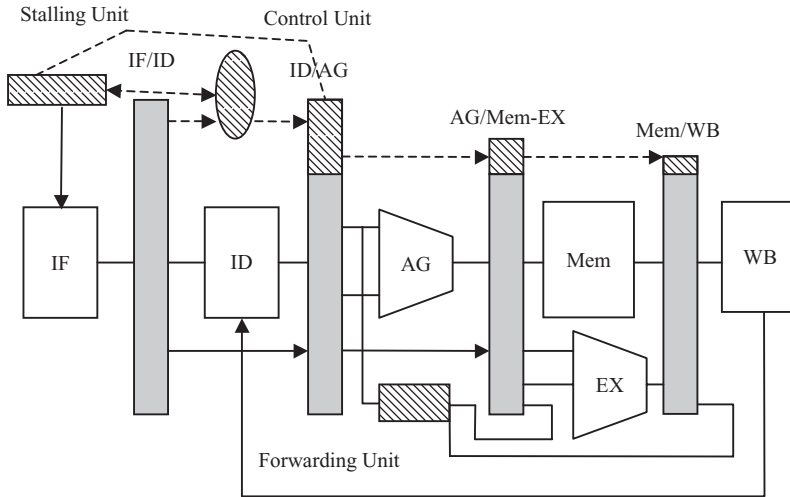 Stalling Unit
Control Unit
IF/ID
ID/AG
AG/Mem-EX
Mem/WB
IF
ID
AG
Mem
WB
EX
Forwarding Unit